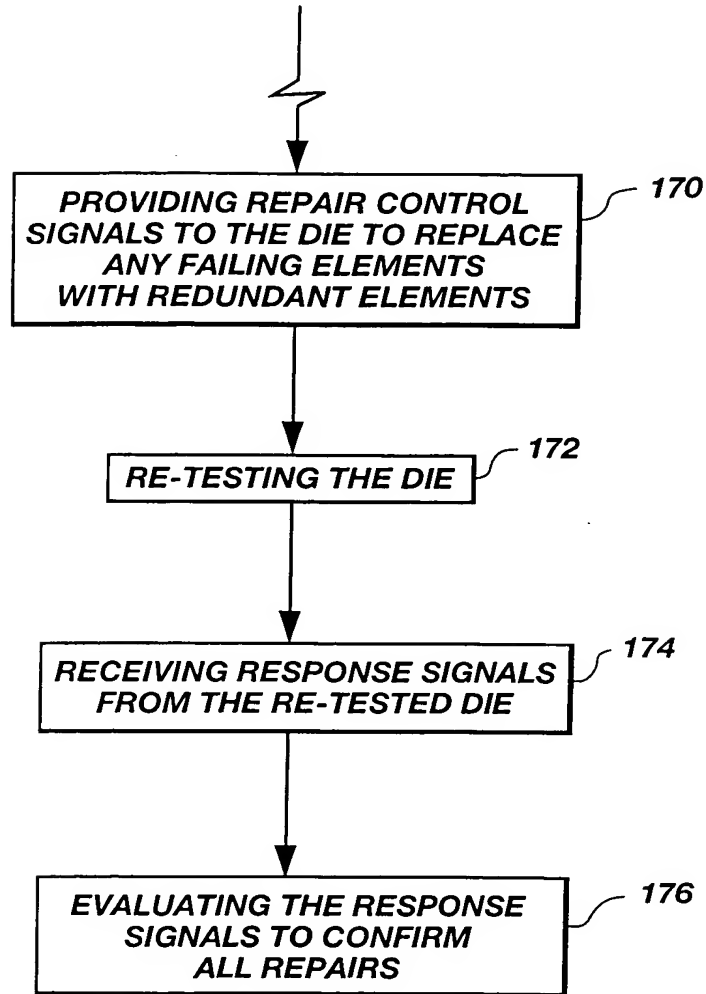 PROVIDING REPAIR CONTROL
SIGNALS TO THE DIE TO REPLACE
ANY FAILING ELEMENTS
WITH REDUNDANT ELEMENTS
170
RE-TESTING THE DIE
172
RECEIVING RESPONSE SIGNALS
FROM THE RE-TESTED DIE
174
EVALUATING THE RESPONSE
SIGNALS TO CONFIRM
ALL REPAIRS
176